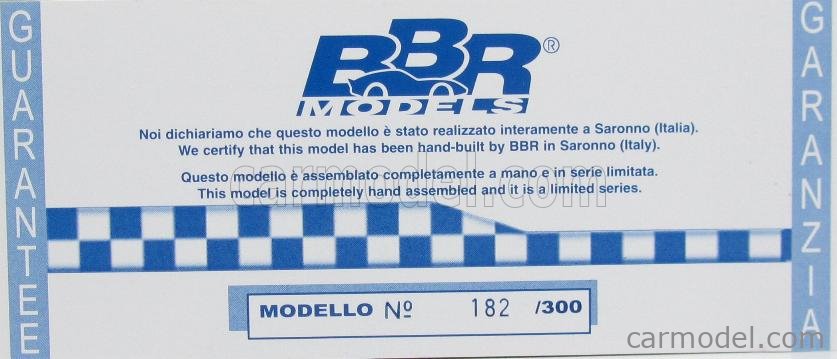 GUARANTEE
BBR®
MODELS
Noi dichiariamo che questo modello è stato realizzato interamente a Saronno (Italia).
We certify that this model has been hand-built by BBR in Saronno (Italy).
Questo modello è assemblato completamente a mano e in serie limitata.
This model is completely hand assembled and it is a limited series.
carmodel.com
MODELLO Nº 182 /300
GARANZIA
carmodel.com